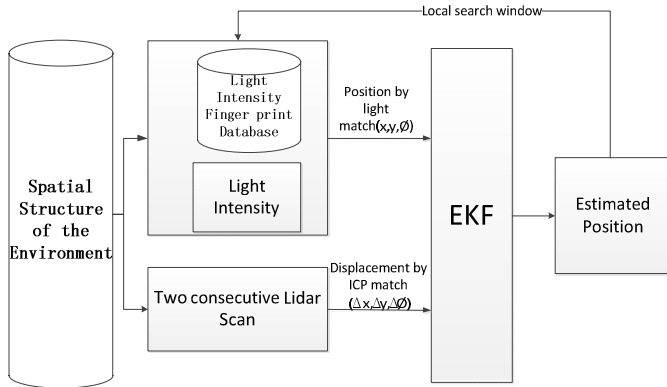 Local search window
Light
Intensity
Finger print
Database
Position by
light
match(x,y,Ø)
Spatial
Structure
of the
Environment
Light
Intensity
EKF
Estimated
Position
Two consecutive Lidar
Scan
Displacement by
ICP match
(Δx,Δy,ΔØ)